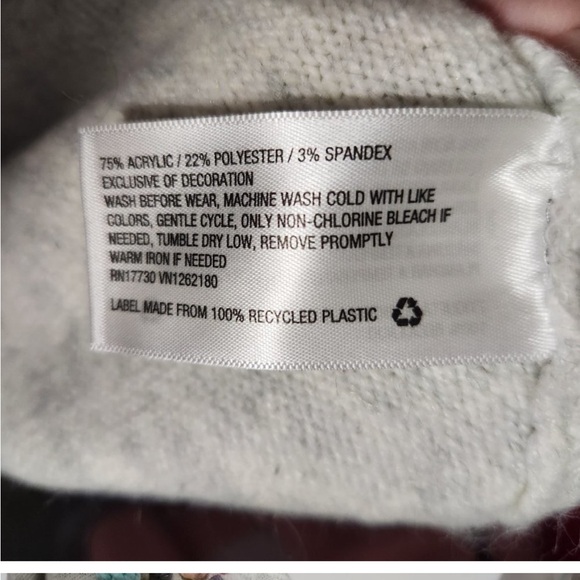 75% ACRYLIC / 22% POLYESTER / 3% SPANDEX
EXCLUSIVE OF DECORATION
WASH BEFORE WEAR, MACHINE WASH COLD WITH LIKE
COLORS, GENTLE CYCLE, ONLY NON-CHLORINE BLEACH IF
NEEDED, TUMBLE DRY LOW, REMOVE PROMPTLY
WARM IRON IF NEEDED
RN17730 VN1262180
LABEL MADE FROM 100% RECYCLED PLASTIC